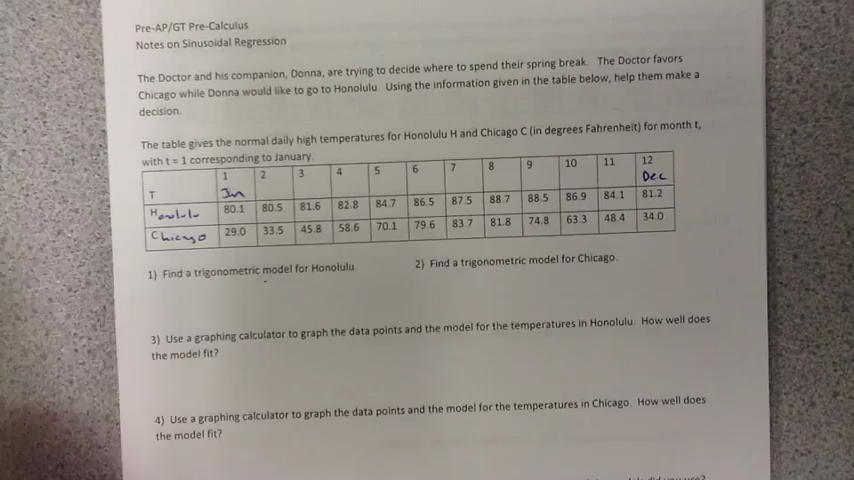 Pre-AP/GT Pre-Calculus
Notes on Sinusoidal Regression
The Doctor and his companion, Donna, are trying to decide where to spend their spring break. The Doctor favors
Chicago while Donna would like to go to Honolulu. Using the information given in the table below, help them make a
decision.
The table gives the normal daily high temperatures for Honolulu H and Chicago C (in degrees Fahrenheit) for month t,
with t = 1 corresponding to January.
T 1 2 3 4 5 6 7 8 9 10 11 12
Jan Dec
Honolulu 80.1 80.5 81.6 82.8 84.7 86.5 87.5 88.7 88.5 86.9 84.1 81.2
Chicago 29.0 33.5 45.8 58.6 70.1 79.6 83.7 81.8 74.8 63.3 48.4 34.0
1) Find a trigonometric model for Honolulu. 2) Find a trigonometric model for Chicago.
3) Use a graphing calculator to graph the data points and the model for the temperatures in Honolulu. How well does
the model fit?
4) Use a graphing calculator to graph the data points and the model for the temperatures in Chicago. How well does
the model fit?